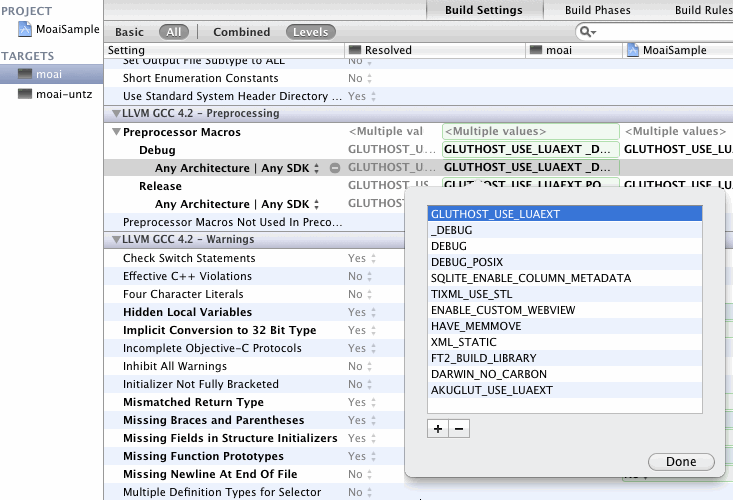 PROJECT
MoaiSample
TARGETS
moai
moai-untz
Build Settings Build Phases Build Rules
Basic All Combined Levels
Setting Resolved moai MoaiSample
Set Output File Subtype to ALL No
Short Enumeration Constants No
Use Standard System Header Directory ... Yes
LLVM GCC 4.2 - Preprocessing
Preprocessor Macros <Multiple val <Multiple values> <Multiple values>
Debug GLUTHOST_U... GLUTHOST_USE_LUAEXT _D... GLUTHOST_USE_LUA
Any Architecture | Any SDK GLUTHOST_U... GLUTHOST_USE_LUAEXT _D...
Release GLUTHOST_US GLUTHOST_USE_LUAEXT PO GLUTHOST_USE_LUA
Any Architecture | Any SDK GLUTHOST
Preprocessor Macros Not Used In Preco...
LLVM GCC 4.2 - Warnings
Check Switch Statements Yes
Effective C++ Violations No
Four Character Literals No
Hidden Local Variables Yes
Implicit Conversion to 32 Bit Type Yes
Incomplete Objective-C Protocols Yes
Inhibit All Warnings No
Initializer Not Fully Bracketed No
Mismatched Return Type Yes
Missing Braces and Parentheses Yes
Missing Fields in Structure Initializers Yes
Missing Function Prototypes Yes
Missing Newline At End Of File No
Multiple Definition Types for Selector No
GLUTHOST_USE_LUAEXT
_DEBUG
DEBUG
DEBUG_POSIX
SQLITE_ENABLE_COLUMN_METADATA
TIXML_USE_STL
ENABLE_CUSTOM_WEBVIEW
HAVE_MEMMOVE
XML_STATIC
FT2_BUILD_LIBRARY
DARWIN_NO_CARBON
AKUGLUT_USE_LUAEXT
+ −
Done